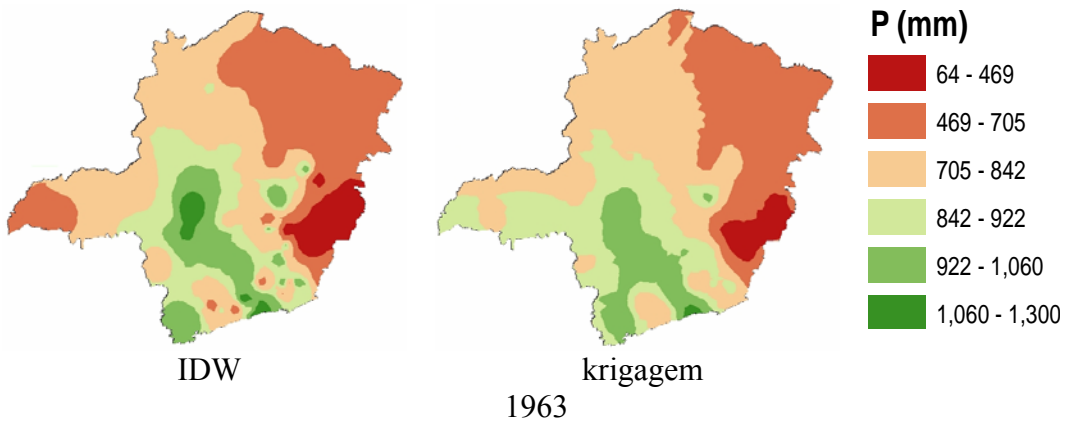 P (mm)
64 - 469
469 - 705
705 - 842
842 - 922
922 - 1,060
1,060 - 1,300
IDW
krigagem
1963